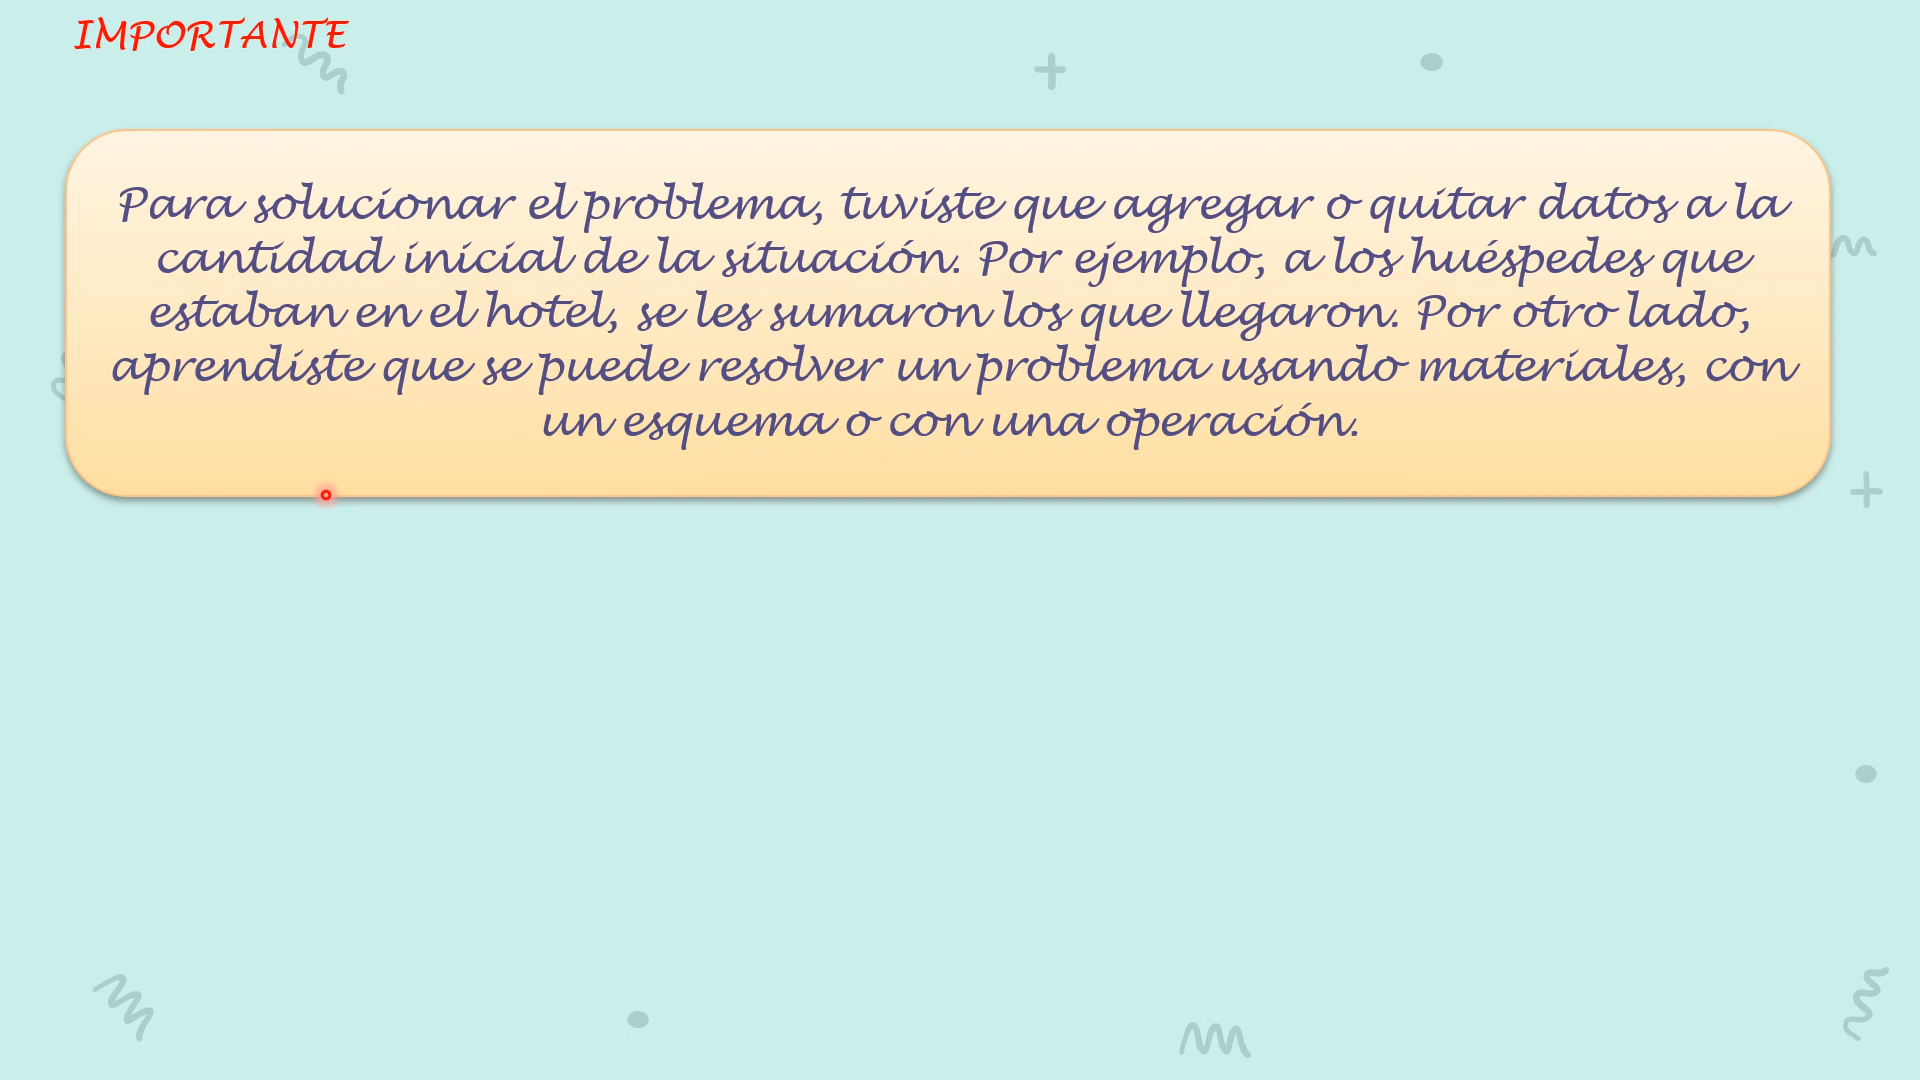 IMPORTANTE
Para solucionar el problema, tuviste que agregar o quitar datos a la
cantidad inicial de la situación. Por ejemplo, a los huéspedes que
estaban en el hotel, se les sumaron los que llegaron. Por otro lado,
aprendiste que se puede resolver un problema usando materiales, con
un esquema o con una operación.